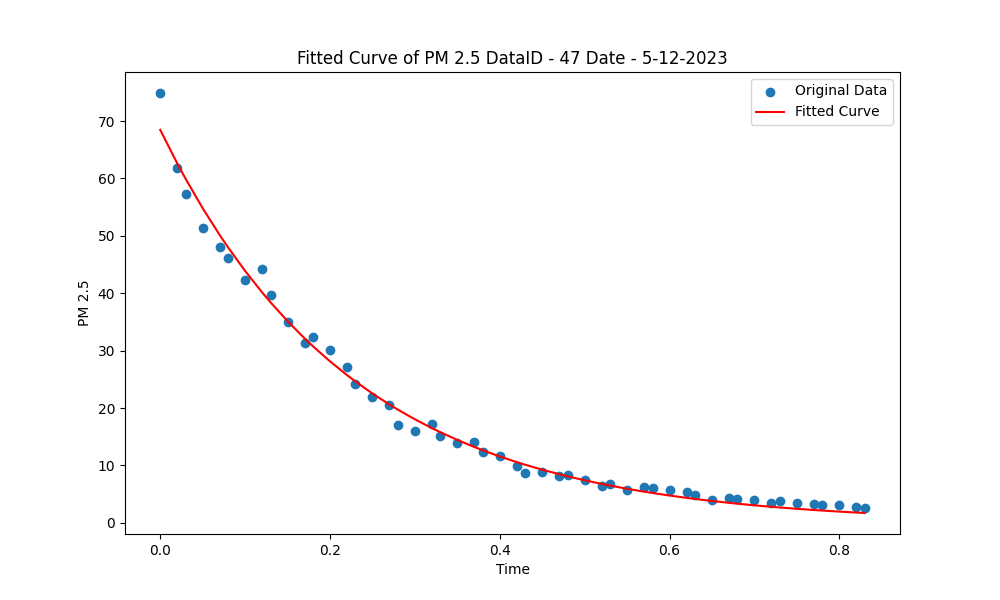 Fitted Curve of PM 2.5 DataID - 47 Date - 5-12-2023
Original Data
Fitted Curve
PM 2.5
70
60
50
40
30
20
10
0
0.0 0.2 0.4 0.6 0.8
Time